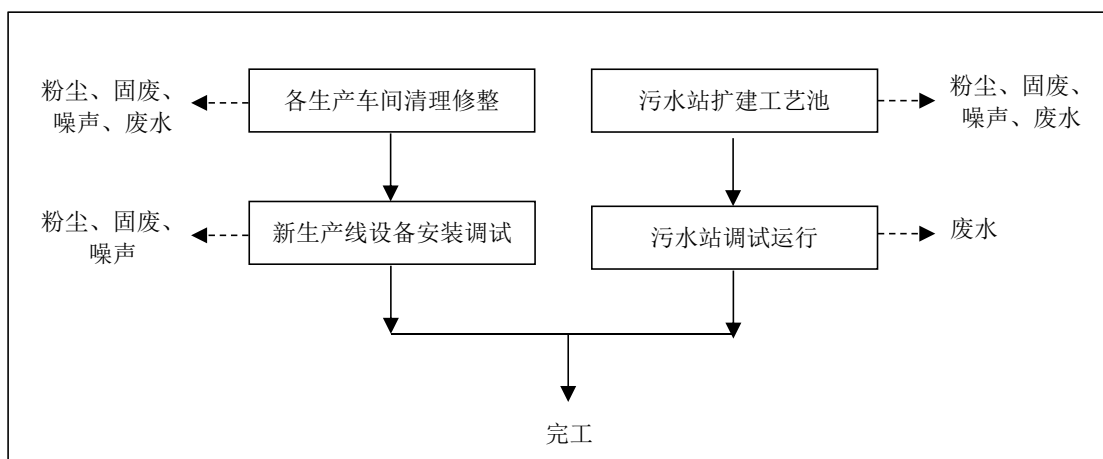 粉尘、固废、
噪声、废水
各生产车间清理修整
污水站扩建工艺池
粉尘、固废、
噪声、废水
粉尘、固废、
噪声
新生产线设备安装调试
污水站调试运行
废水
完工